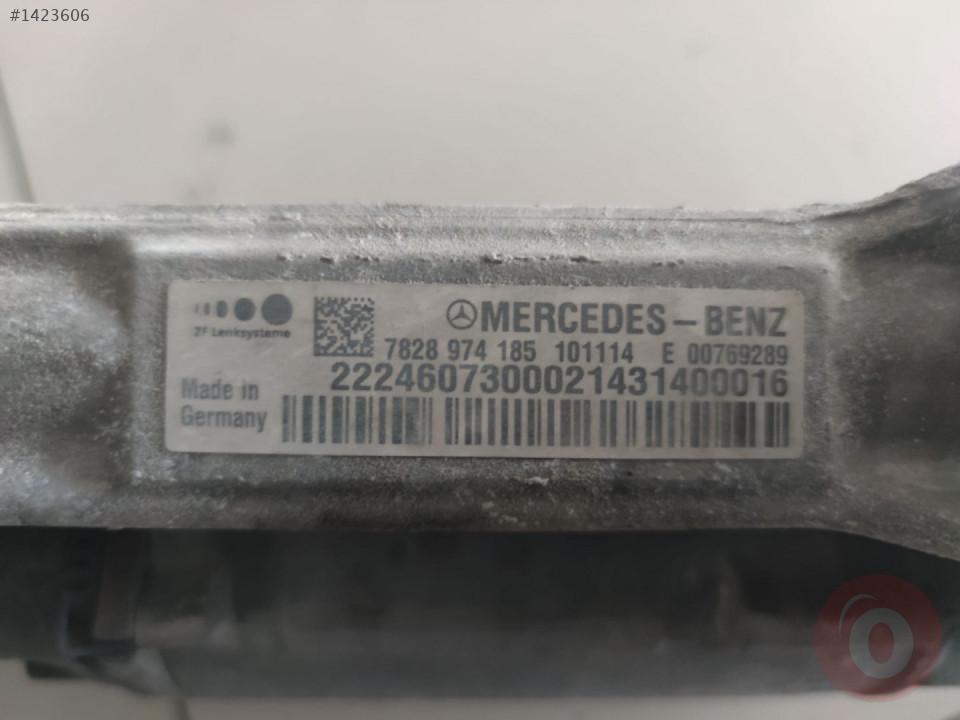 #1423606
MERCEDES-BENZ
ZF Lenksysteme
7828 974 185 101114 E 00769289
2224607300021431400016
Made in
Germany